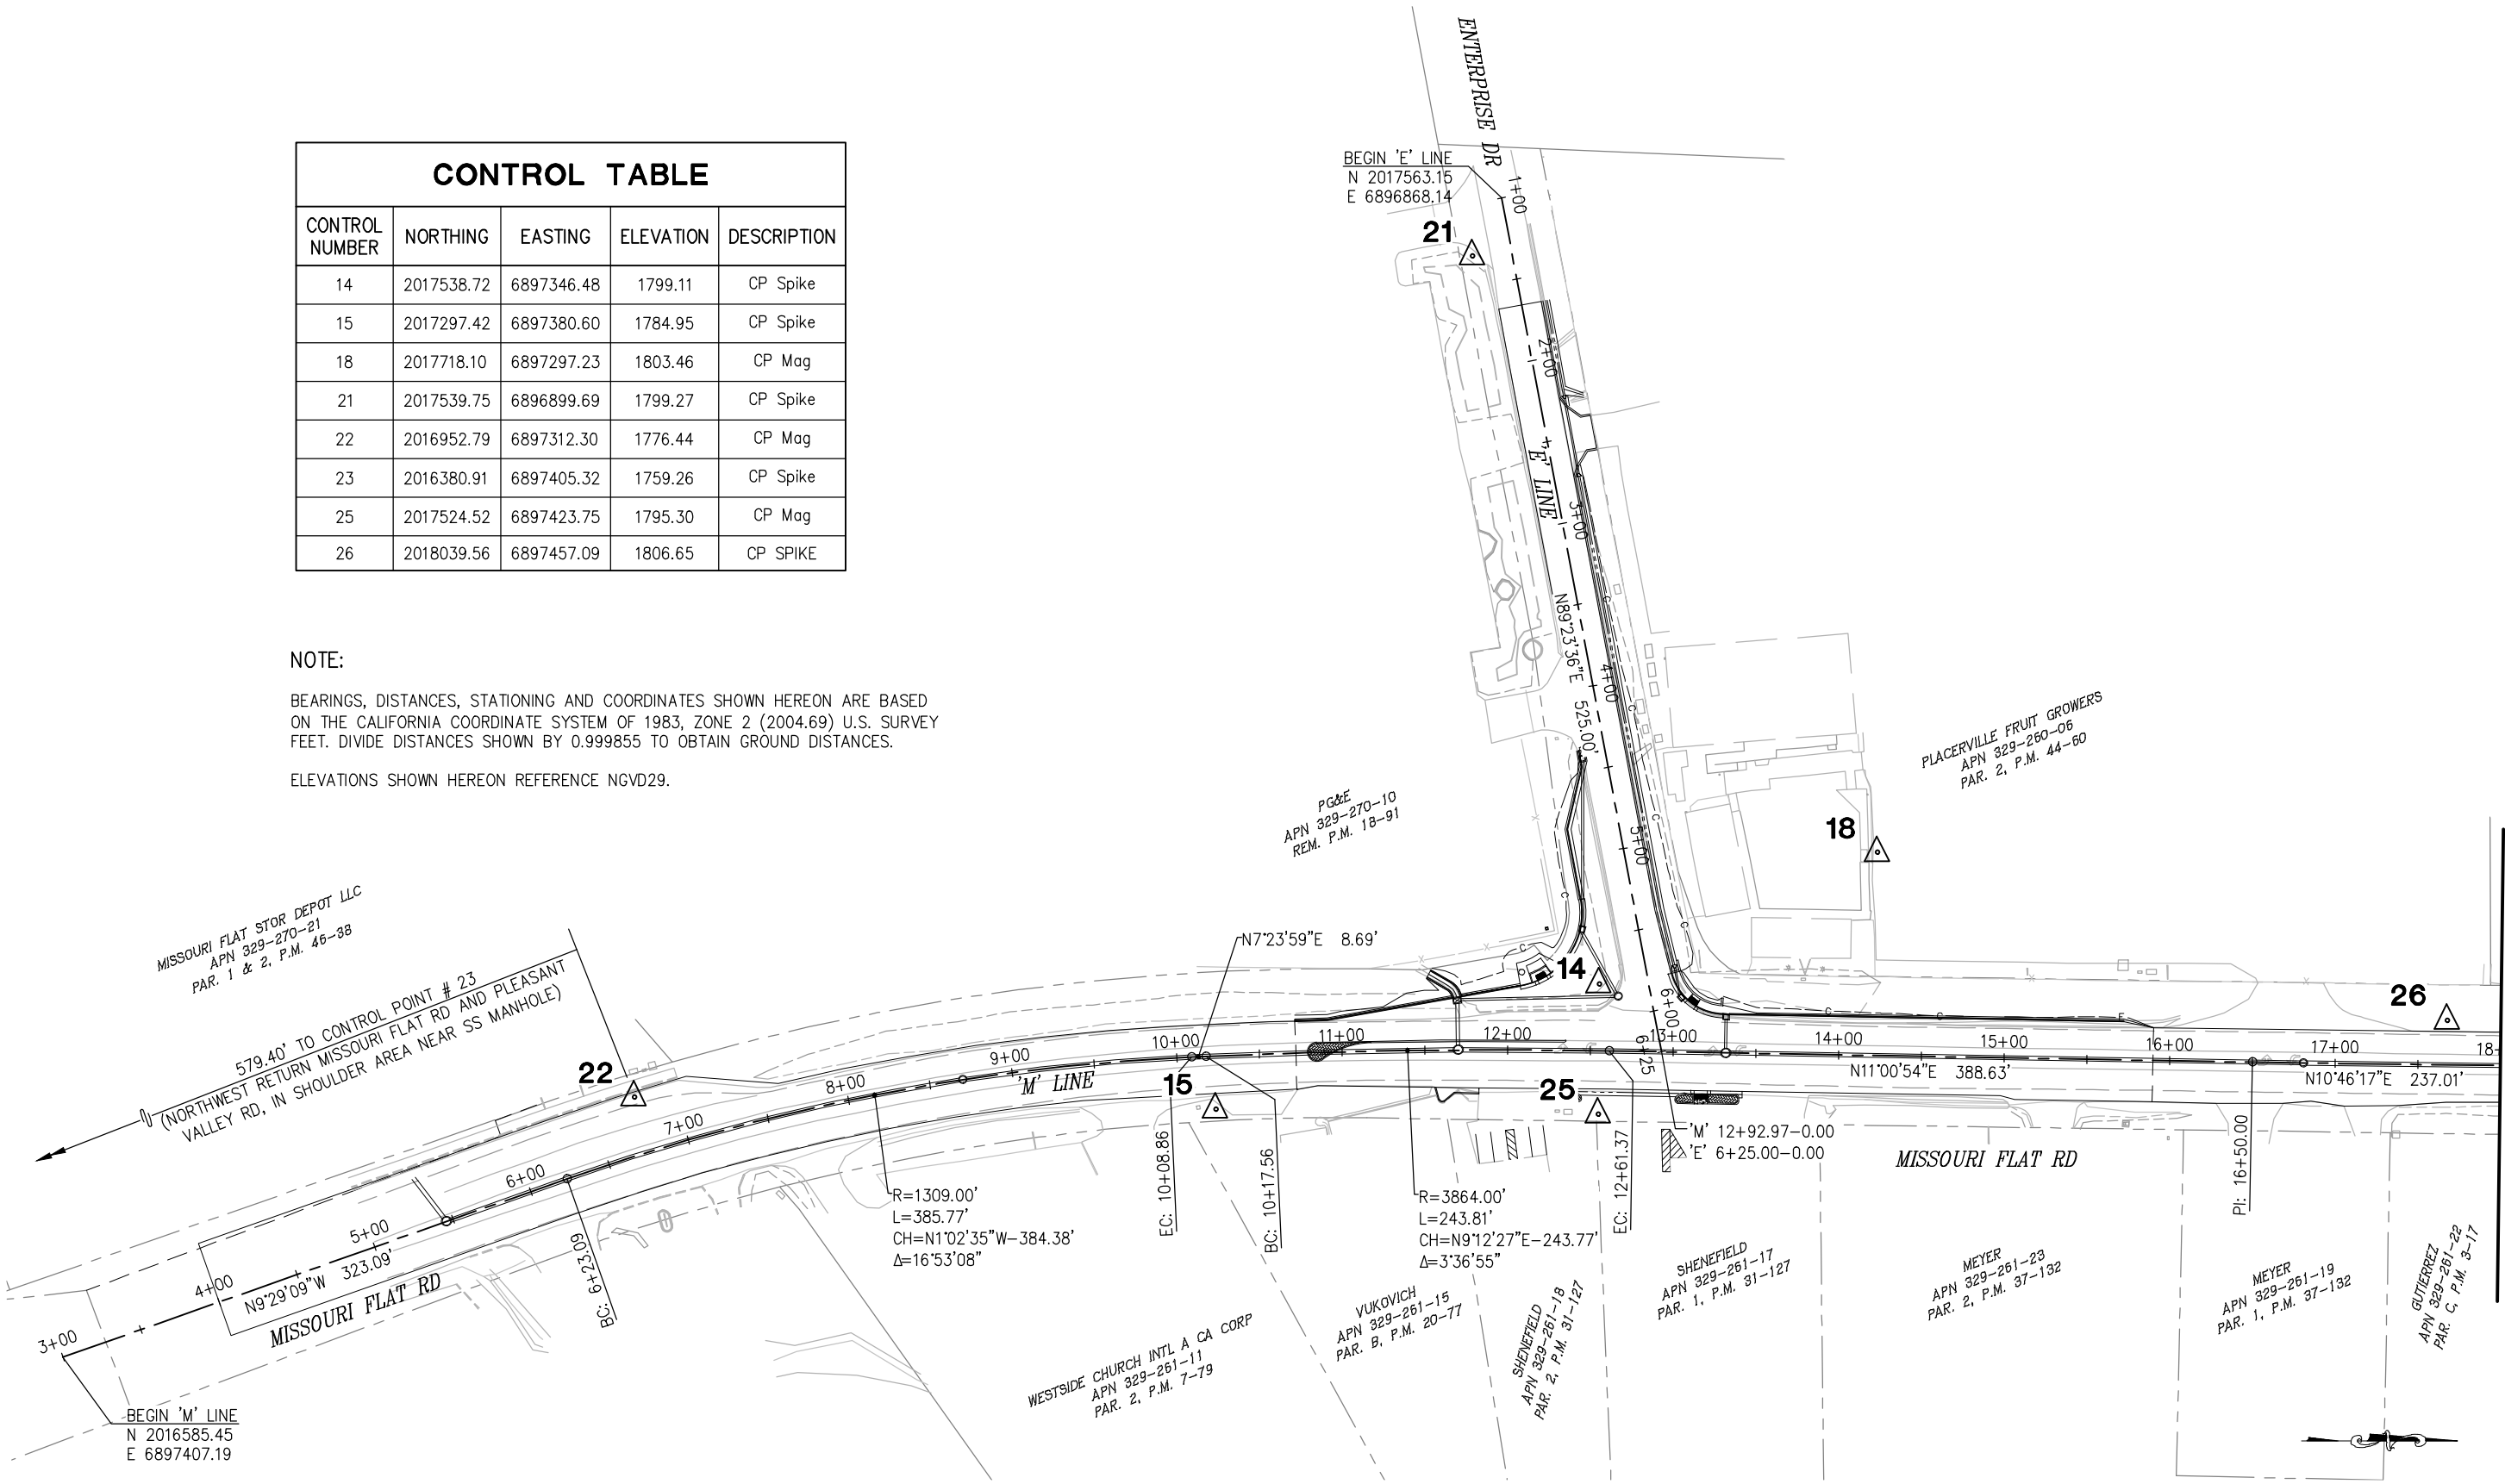 CONTROL TABLE
CONTROL NUMBER NORTHING EASTING ELEVATION DESCRIPTION
14 2017538.72 6897346.48 1799.11 CP Spike
15 2017297.42 6897380.60 1784.95 CP Spike
18 2017718.10 6897297.23 1803.46 CP Mag
21 2017539.75 6896899.69 1799.27 CP Spike
22 2016952.79 6897312.30 1776.44 CP Mag
23 2016380.91 6897405.32 1759.26 CP Spike
25 2017524.52 6897423.75 1795.30 CP Mag
26 2018039.56 6897457.09 1806.65 CP SPIKE
NOTE:
BEARINGS, DISTANCES, STATIONING AND COORDINATES SHOWN HEREON ARE BASED
ON THE CALIFORNIA COORDINATE SYSTEM OF 1983, ZONE 2 (2004.69) U.S. SURVEY
FEET. DIVIDE DISTANCES SHOWN BY 0.999855 TO OBTAIN GROUND DISTANCES.
ELEVATIONS SHOWN HEREON REFERENCE NGVD29.
ENTERPRISE DR
BEGIN 'E' LINE
N 2017563.15
E 6896868.14
1+00
21
2+00
'E' LINE
3+00
N89°23'36"E 525.00'
4+00
5+00
6+00
6+25
PLACERVILLE FRUIT GROWERS
APN 329-260-06
PAR. 2, P.M. 44-60
18
PG&E
APN 329-270-10
REM. P.M. 18-91
14
26
MISSOURI FLAT STOR DEPOT LLC
APN 329-270-21
PAR. 1 & 2, P.M. 46-38
579.40' TO CONTROL POINT # 23
(NORTHWEST RETURN MISSOURI FLAT RD AND PLEASANT
VALLEY RD, IN SHOULDER AREA NEAR SS MANHOLE)
22
N7°23'59"E 8.69'
3+00
4+00
5+00
6+00
7+00
8+00
9+00
10+00
11+00
12+00
13+00
14+00
15+00
16+00
17+00
18+
'M' LINE
15
25
N11°00'54"E 388.63'
N10°46'17"E 237.01'
N9°29'09"W 323.09'
MISSOURI FLAT RD
BC: 6+23.09
R=1309.00'
L=385.77'
CH=N1°02'35"W-384.38'
Δ=16°53'08"
EC: 10+08.86
BC: 10+17.56
R=3864.00'
L=243.81'
CH=N9°12'27"E-243.77'
Δ=3°36'55"
EC: 12+61.37
'M' 12+92.97-0.00
'E' 6+25.00-0.00
MISSOURI FLAT RD
PI: 16+50.00
BEGIN 'M' LINE
N 2016585.45
E 6897407.19
WESTSIDE CHURCH INTL A CA CORP
APN 329-261-11
PAR. 2, P.M. 7-79
VUKOVICH
APN 329-261-15
PAR. B, P.M. 20-77
SHENEFIELD
APN 329-261-18
PAR. 2, P.M. 31-127
SHENEFIELD
APN 329-261-17
PAR. 1, P.M. 31-127
MEYER
APN 329-261-23
PAR. 2, P.M. 37-132
MEYER
APN 329-261-19
PAR. 1, P.M. 37-132
GUTIERREZ
APN 329-261-22
PAR. C, P.M. 3-17